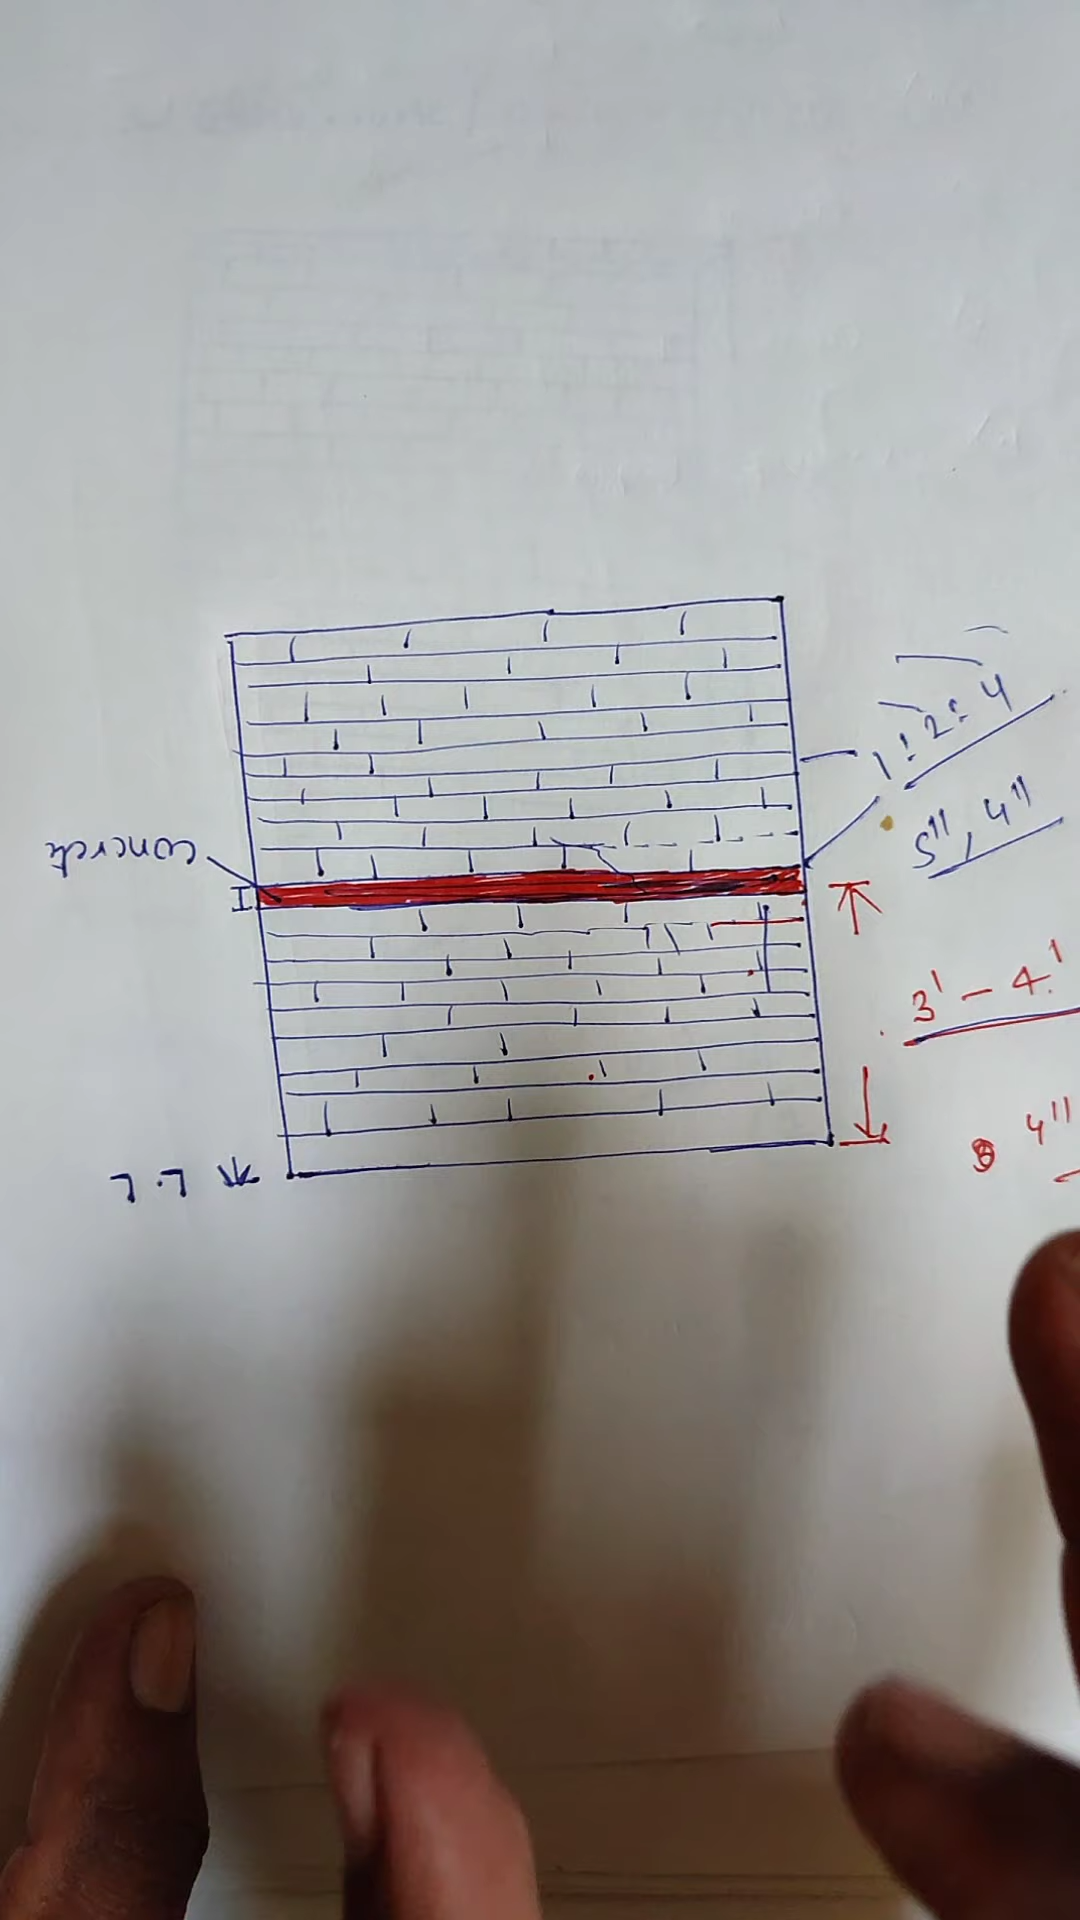 concrete
1:2:4
5", 4"
3' - 4'
4"